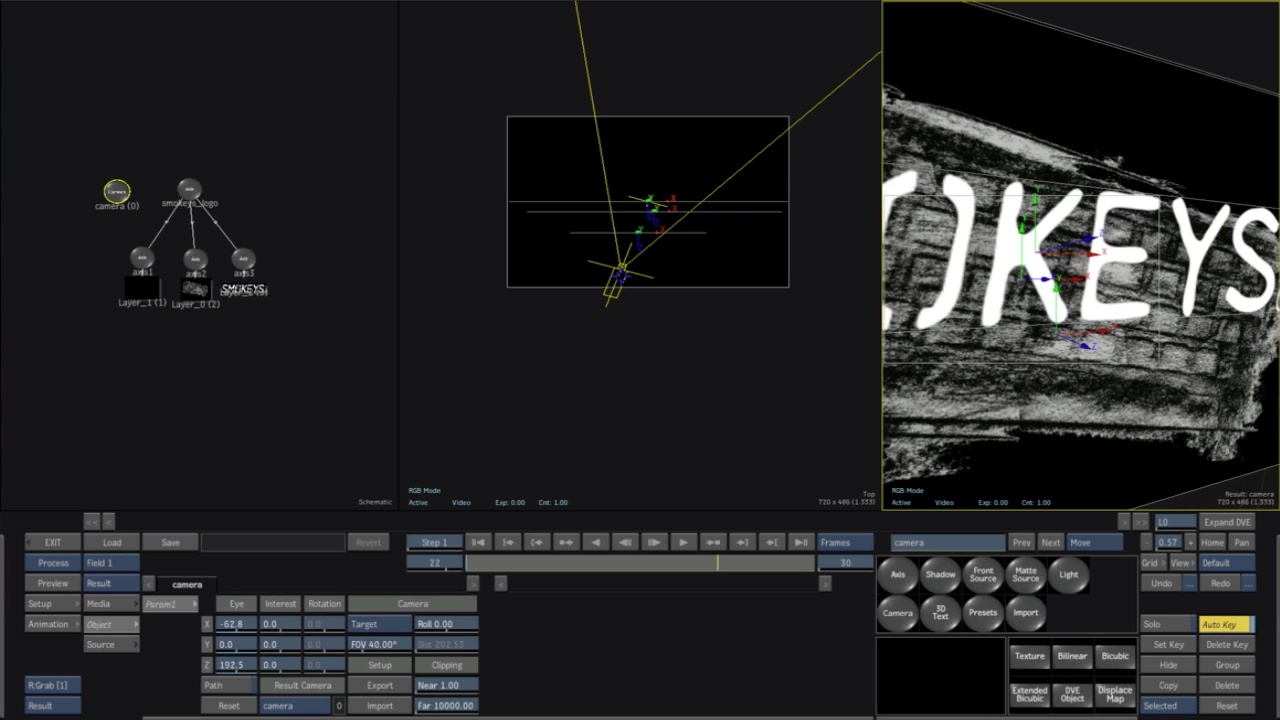 camera (0)
Axis
smokeys_logo
Axis
Axis
Axis
axis1
axis2
axis3
SMOKEYS
Layer_1 (1)
Layer_0 (2)
Schematic
X
X
X
RGB Mode
Top
Active
Video
Exp: 0.00
Cnt: 1.00
720 x 486 (1.333)
OKEYS
Y
Z
X
X
X
Z
RGB Mode
Result: camera
Active
Video
Exp: 0.00
Cnt: 1.00
720 x 486 (1.333)
<<
<
>
>>
L0
Expand DVE
EXIT
Load
Save
Revert
Step 1
Frames
camera
Prev
Next
Move
-
0.57
+
Home
Pan
Process
Field 1
22
30
Grid
View
Default
Preview
Result
<
camera
>
<
>
Undo
...
Redo
...
Axis
Shadow
Front Source
Matte Source
Light
Setup
Media
Param1
Eye
Interest
Rotation
Camera
Camera
3D Text
Presets
Import
Animation
Object
X
-62.8
0.0
0.0
Target
Roll 0.00
Solo
Auto Key
Source
Y
0.0
0.0
0.0
FOV 40.00°
Dist 202.53
Set Key
Delete Key
Z
192.5
0.0
0.0
Setup
Clipping
Texture
Bilinear
Bicubic
Hide
Group
R:Grab [1]
Path
Result Camera
Export
Near 1.00
Extended Bicubic
DVE Object
Displace Map
Copy
Delete
Result
Reset
camera
0
Import
Far 10000.00
Selected
Reset